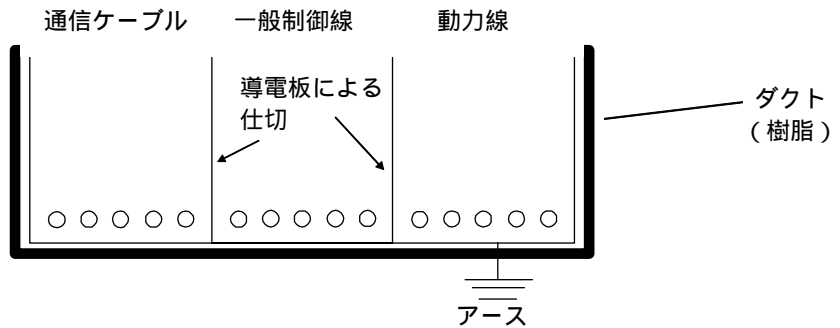 通信ケーブル
一般制御線
動力線
導電板による
仕切
ダクト
（樹脂）
アース